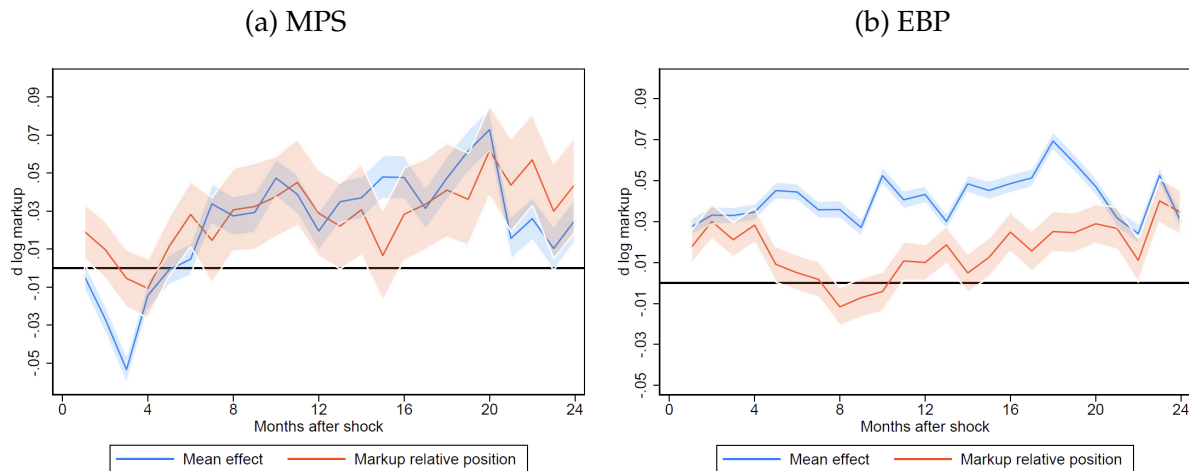 (a) MPS
d log markup
.09
.07
.05
.03
.01
-.01
-.03
-.05
0 4 8 12 16 20 24
Months after shock
Mean effect Markup relative position
(b) EBP
d log markup
.09
.07
.05
.03
.01
-.01
-.03
-.05
0 4 8 12 16 20 24
Months after shock
Mean effect Markup relative position